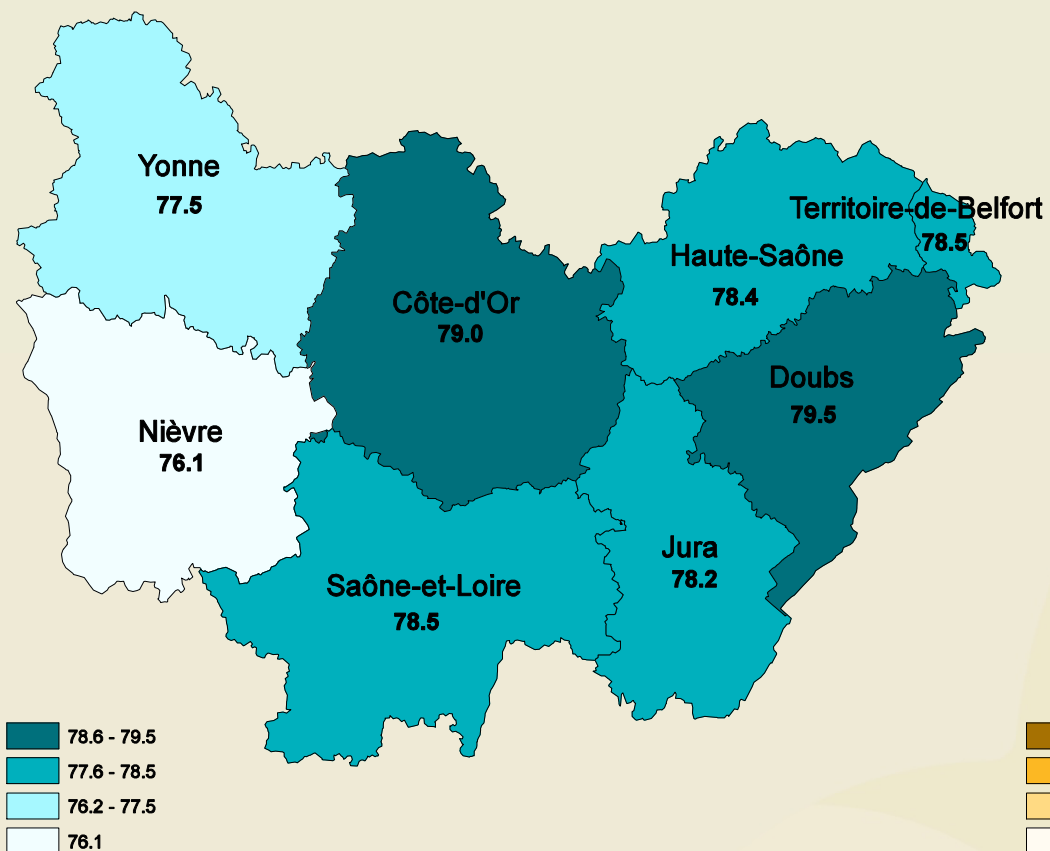 Yonne
77.5
Territoire-de-Belfort
78.5
Haute-Saône
78.4
Côte-d'Or
79.0
Doubs
79.5
Nièvre
76.1
Jura
78.2
Saône-et-Loire
78.5
78.6 - 79.5
77.6 - 78.5
76.2 - 77.5
76.1